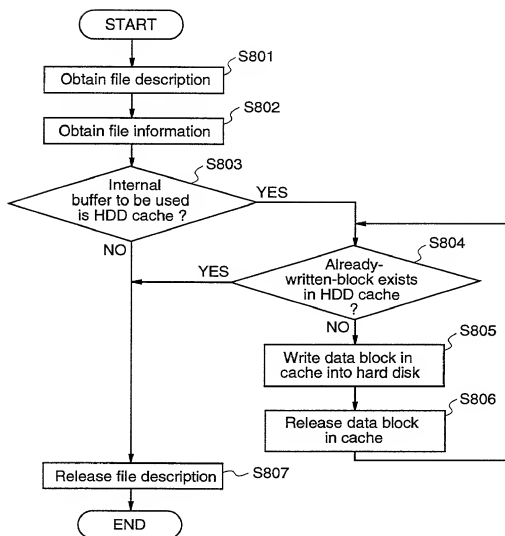 START
S801
Obtain file description
S802
Obtain file information
S803
Internal
buffer to be used
is HDD cache ?
YES
NO
S804
Already-
written-block exists
in HDD cache
?
YES
NO
S805
Write data block in
cache into hard disk
S806
Release data block
in cache
Release file description
S807
END